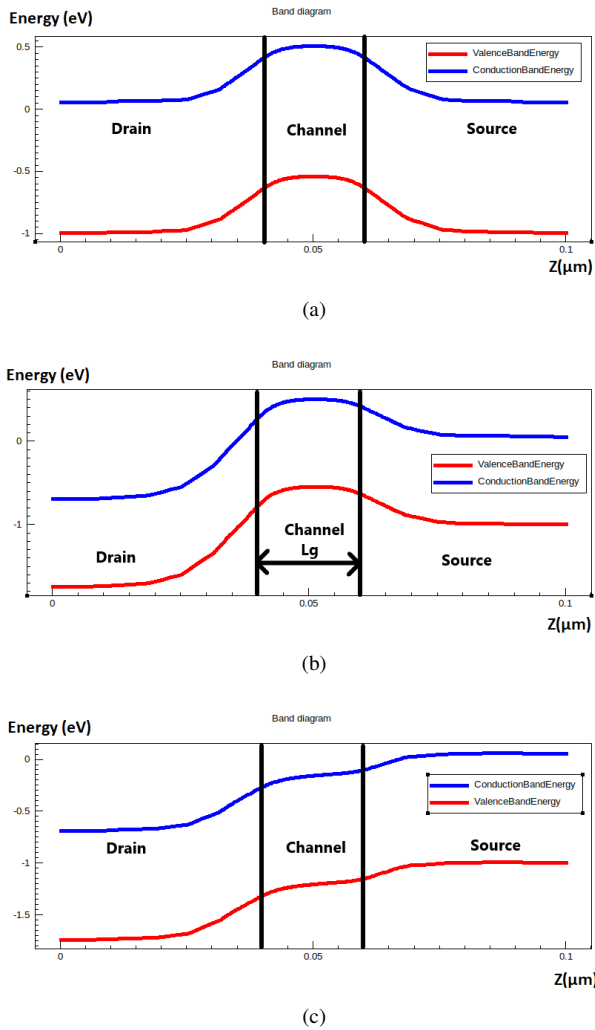 Energy (eV)
Band diagram
0.5
0
-0.5
-1
ValenceBandEnergy
ConductionBandEnergy
Drain
Channel
Source
0
0.05
0.1
Z(μm)
(a)
Band diagram
Energy (eV)
0
-1
ValenceBandEnergy
ConductionBandEnergy
Drain
Channel
Lg
Source
0
0.05
0.1
Z(μm)
(b)
Band diagram
Energy (eV)
0
-0.5
-1
-1.5
ConductionBandEnergy
ValenceBandEnergy
Drain
Channel
Source
0
0.05
0.1
Z(μm)
(c)